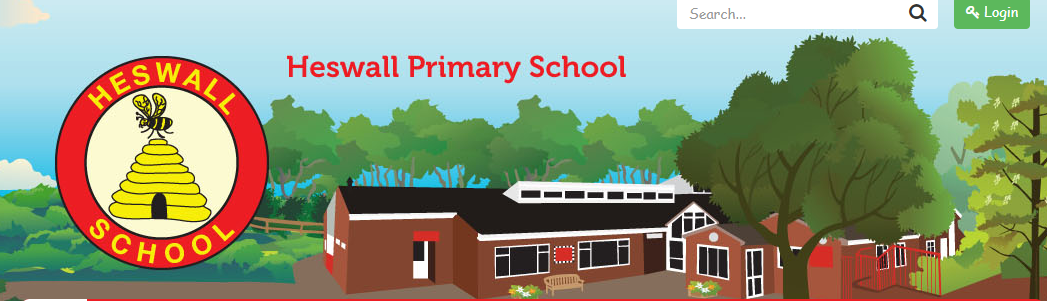 Search...
Login
Heswall Primary School
HESWALL
SCHOOL